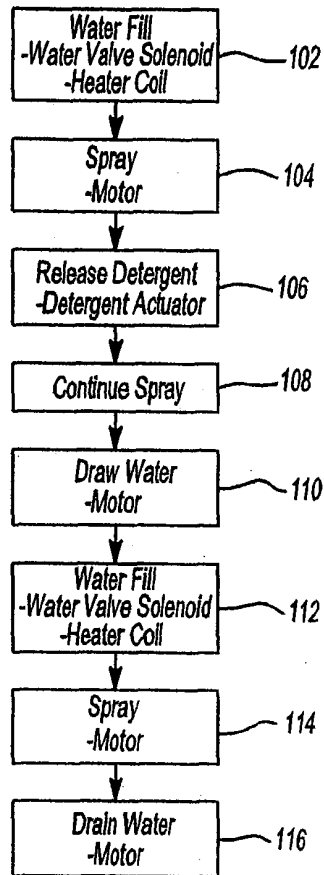 Water Fill
-Water Valve Solenoid
-Heater Coil
102
Spray
-Motor
104
Release Detergent
-Detergent Actuator
106
Continue Spray
108
Draw Water
-Motor
110
Water Fill
-Water Valve Solenoid
-Heater Coil
112
Spray
-Motor
114
Drain Water
-Motor
116